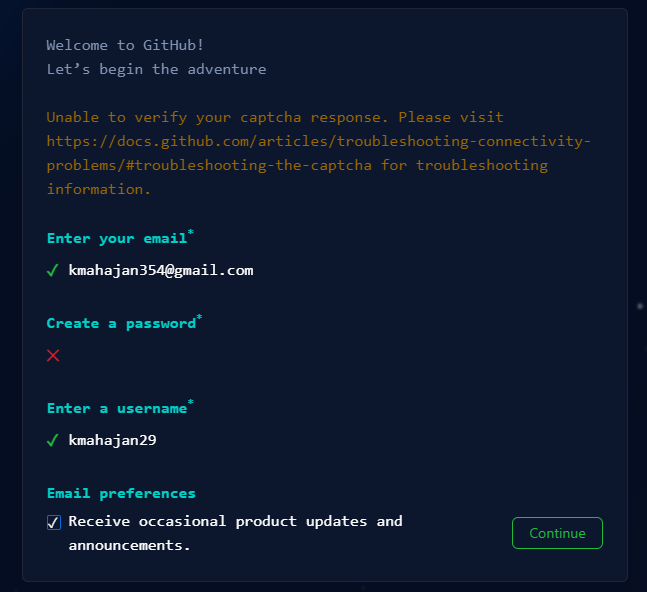 Welcome to GitHub!
Let’s begin the adventure
Unable to verify your captcha response. Please visit
https://docs.github.com/articles/troubleshooting-connectivity-
problems/#troubleshooting-the-captcha for troubleshooting
information.
Enter your email*
✓ kmahajan354@gmail.com
Create a password*
✕
Enter a username*
✓ kmahajan29
Email preferences
Receive occasional product updates and
announcements.
Continue